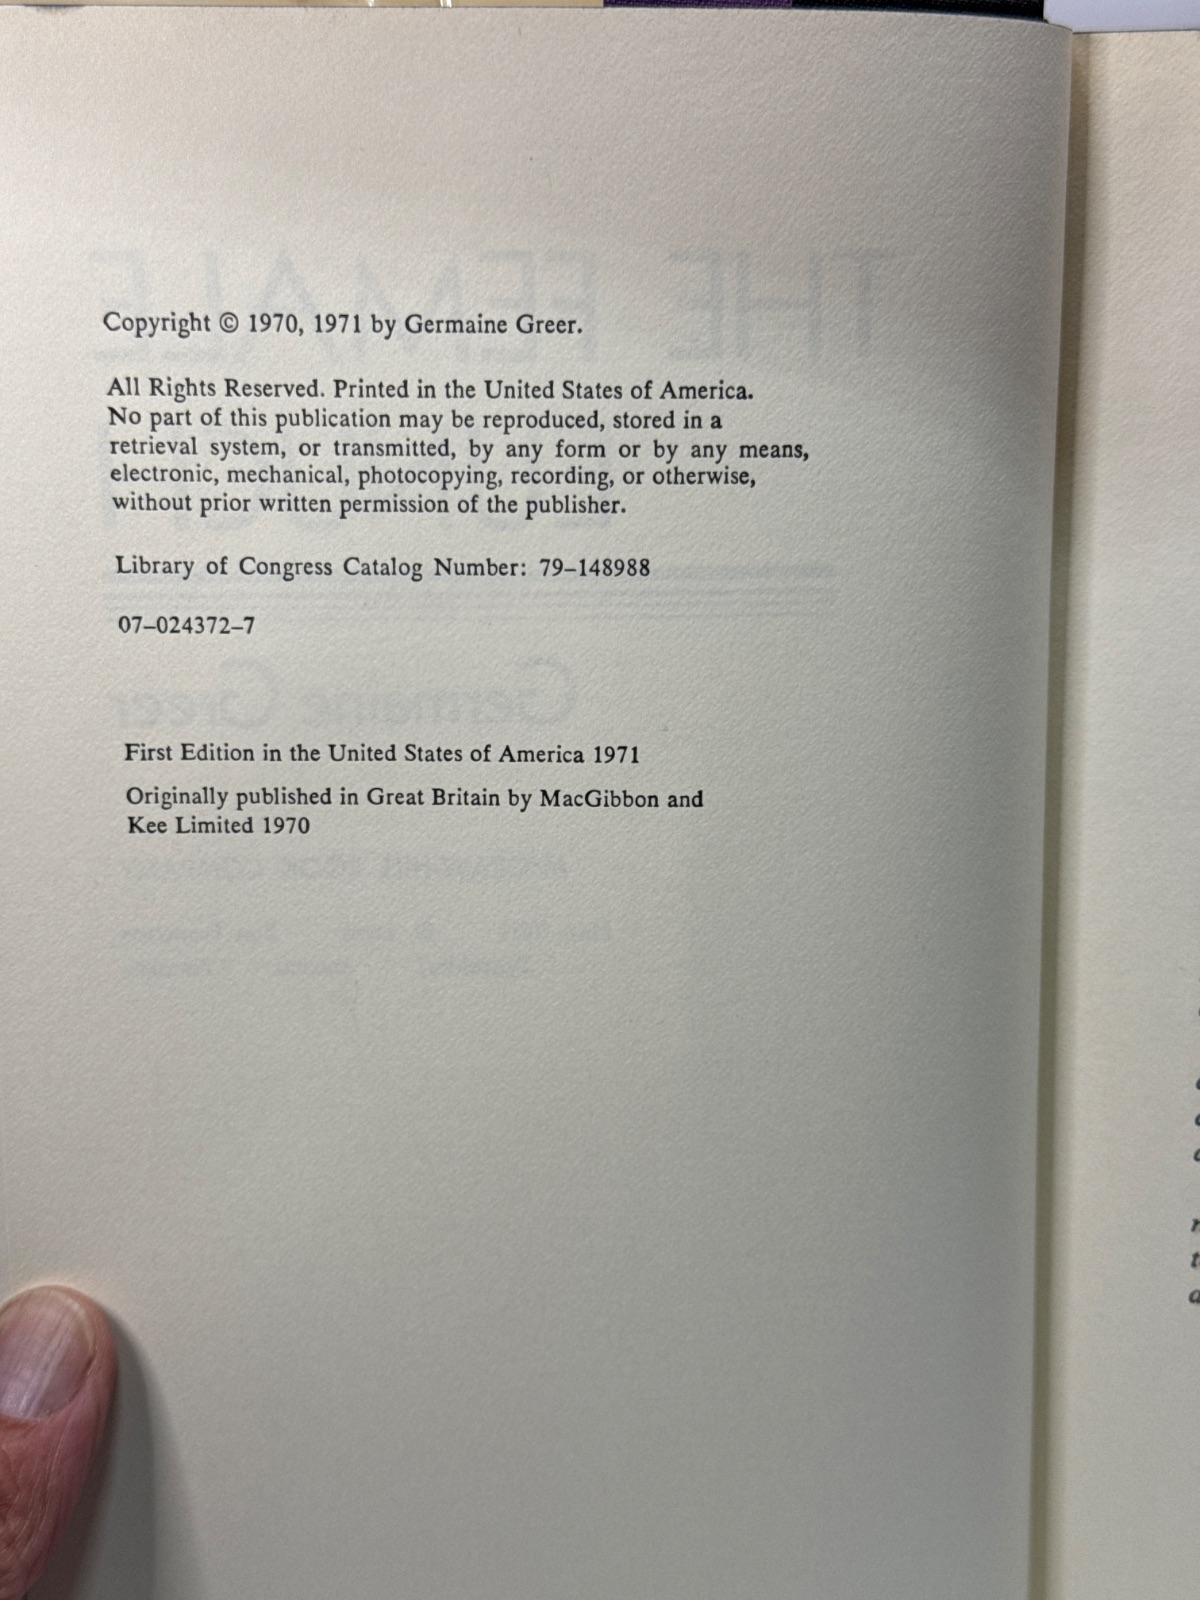 Copyright © 1970, 1971 by Germaine Greer.
All Rights Reserved. Printed in the United States of America.
No part of this publication may be reproduced, stored in a
retrieval system, or transmitted, by any form or by any means,
electronic, mechanical, photocopying, recording, or otherwise,
without prior written permission of the publisher.
Library of Congress Catalog Number: 79–148988
07–024372–7
First Edition in the United States of America 1971
Originally published in Great Britain by MacGibbon and
Kee Limited 1970